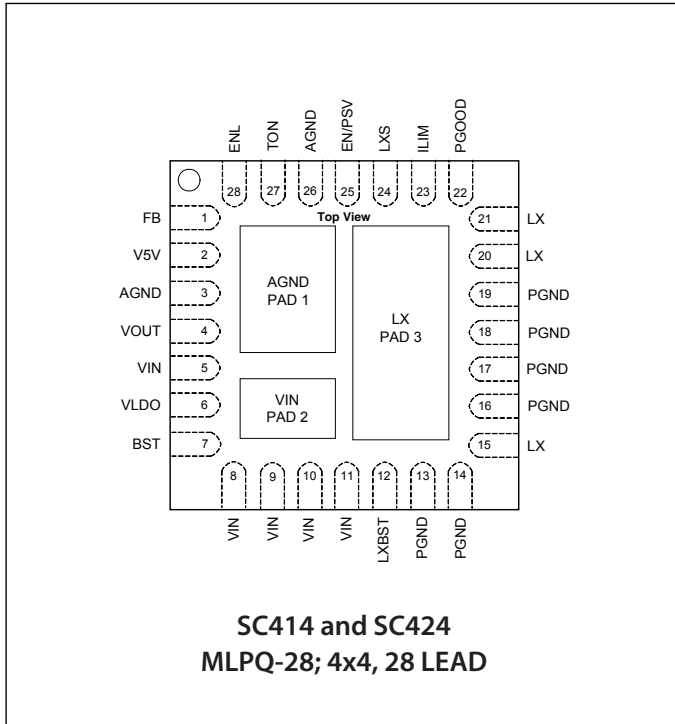 ENL
TON
AGND
EN/PSV
LXS
ILIM
PGOOD
28
27
26
25
24
23
22
Top View
FB 1
V5V 2
AGND 3
VOUT 4
VIN 5
VLDO 6
BST 7
AGND
PAD 1
VIN
PAD 2
LX
PAD 3
21 LX
20 LX
19 PGND
18 PGND
17 PGND
16 PGND
15 LX
8
9
10
11
12
13
14
VIN
VIN
VIN
VIN
LXBST
PGND
PGND
SC414 and SC424
MLPQ-28; 4x4, 28 LEAD